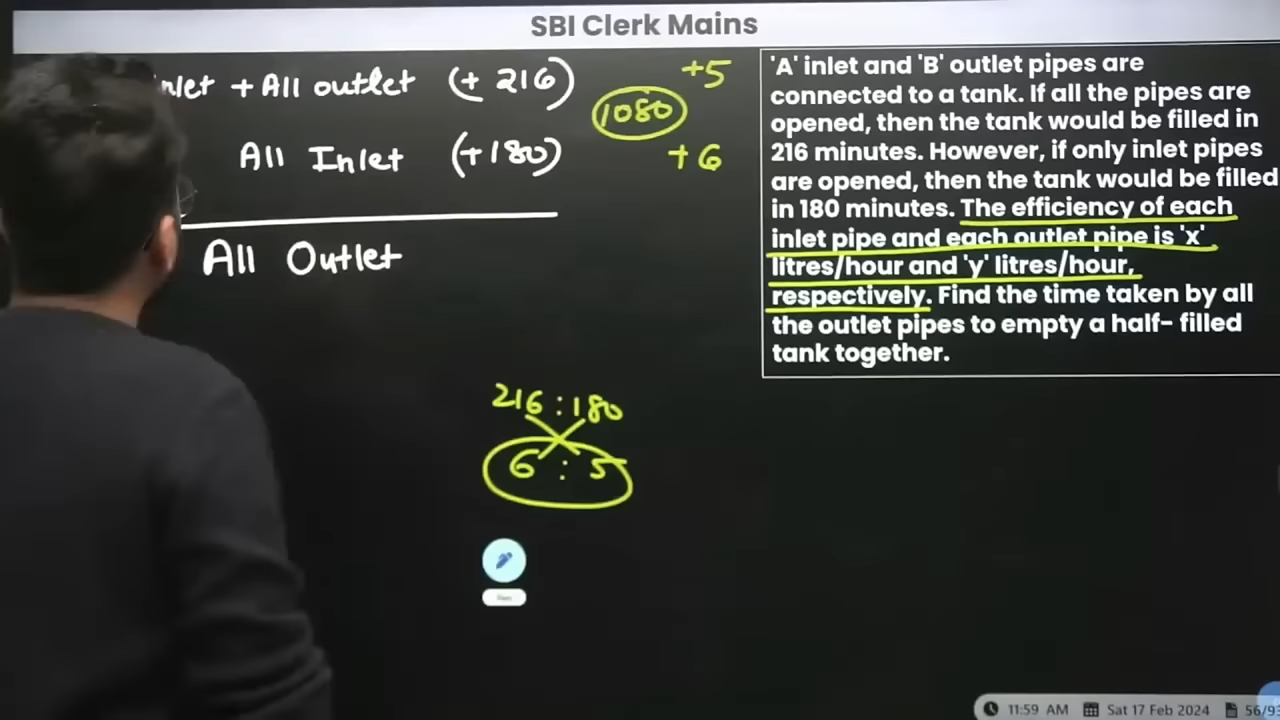 SBI Clerk Mains
nlet + All outlet (+ 216) +5
1080
All Inlet (+180) +6
All Outlet
216 : 180
6 : 5
'A' inlet and 'B' outlet pipes are
connected to a tank. If all the pipes are
opened, then the tank would be filled in
216 minutes. However, if only inlet pipes
are opened, then the tank would be filled
in 180 minutes. The efficiency of each
inlet pipe and each outlet pipe is 'x'
litres/hour and 'y' litres/hour,
respectively. Find the time taken by all
the outlet pipes to empty a half- filled
tank together.
11:59 AM Sat 17 Feb 2024 56/93